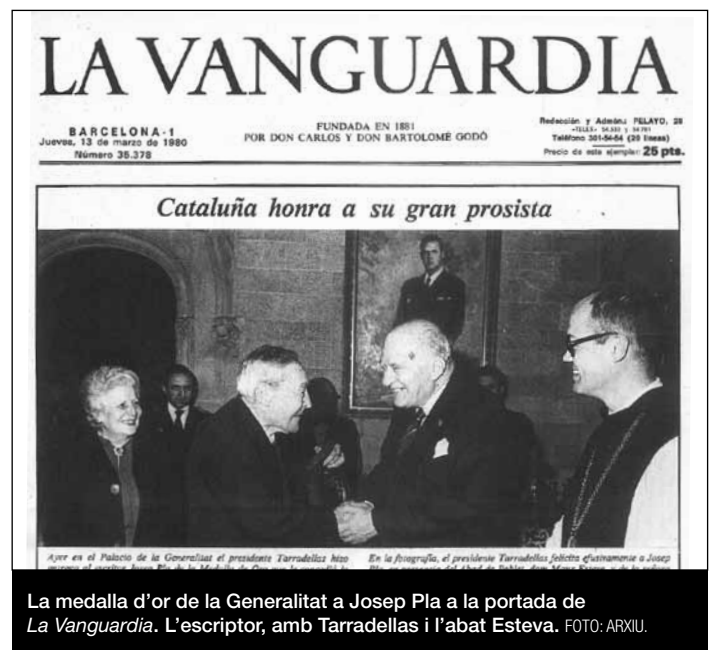 LA VANGUARDIA
BARCELONA-1
Jueves, 13 de marzo de 1980
Número 35.378
FUNDADA EN 1881
POR DON CARLOS Y DON BARTOLOMÉ GODÓ
Redacción y Admón.: PELAYO, 28
Teléfono 301-54-54 (20 líneas)
Precio de este ejemplar: 25 pts.
Cataluña honra a su gran prosista
Ayer en el Palacio de la Generalitat el presidente Tarradellas hizo
En la fotografía, el presidente Tarradellas felicita efusivamente a Josep
La medalla d’or de la Generalitat a Josep Pla a la portada de
La Vanguardia. L’escriptor, amb Tarradellas i l’abat Esteva. FOTO: ARXIU.